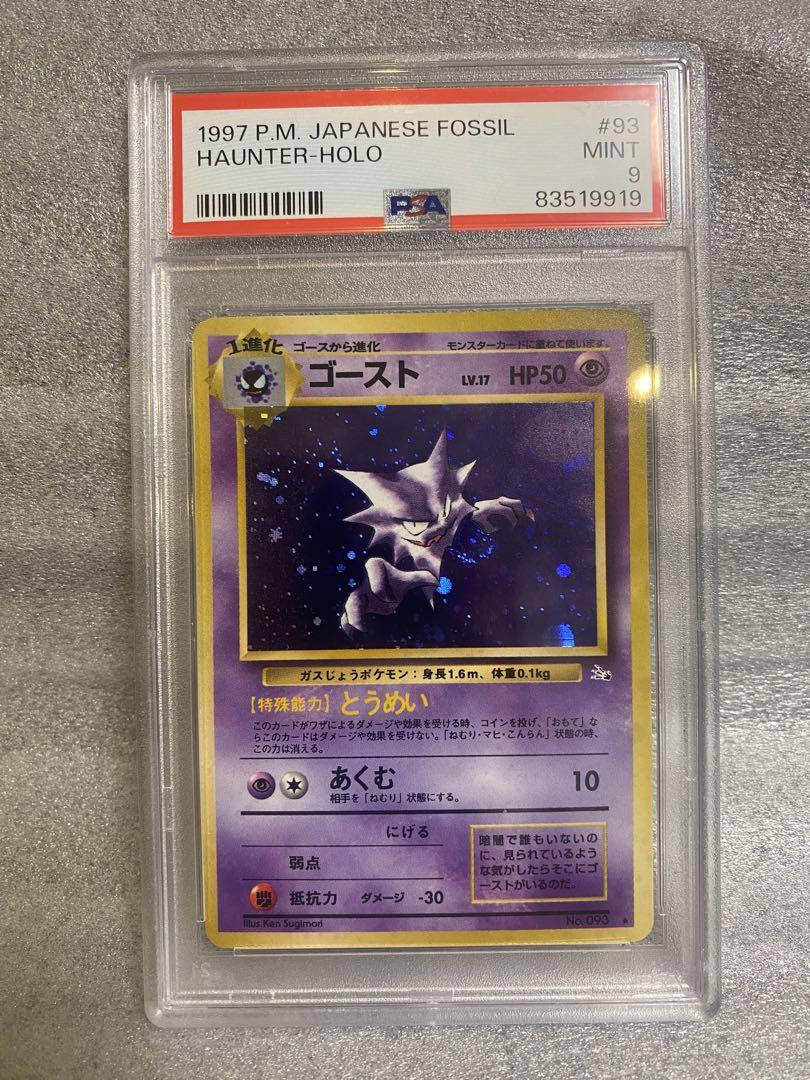 1997 P.M. JAPANESE FOSSIL #93
HAUNTER-HOLO MINT
9
PSA 83519919
1進化 ゴースから進化 モンスターカードに重ねて使います。
ゴースト LV.17 HP50
ガスじょうポケモン：身長1.6m、体重0.1kg
【特殊能力】とうめい
このカードがワザによるダメージや効果を受ける時、コインを投げ、「おもて」な
らこのカードはダメージや効果を受けない。「ねむり・マヒ・こんらん」状態の時、
この力は消える。
あくむ 10
相手を「ねむり」状態にする。
にげる
弱点
抵抗力 ダメージ -30
暗闇で誰もいないの
に、見られているよう
な気がしたらそこにゴ
ーストがいるのだ。
Illus.Ken Sugimori No.093 ★